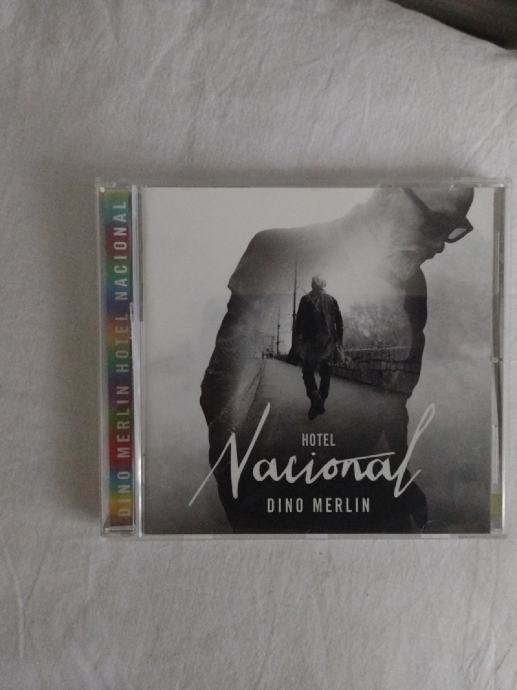 DINO MERLIN HOTEL NACIONAL
HOTEL
Nacional
DINO MERLIN